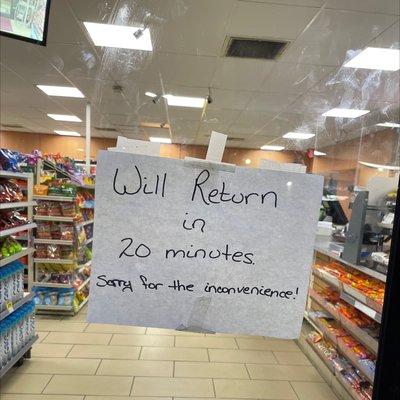 Will Return
in
20 minutes.
Sorry for the inconvenience!